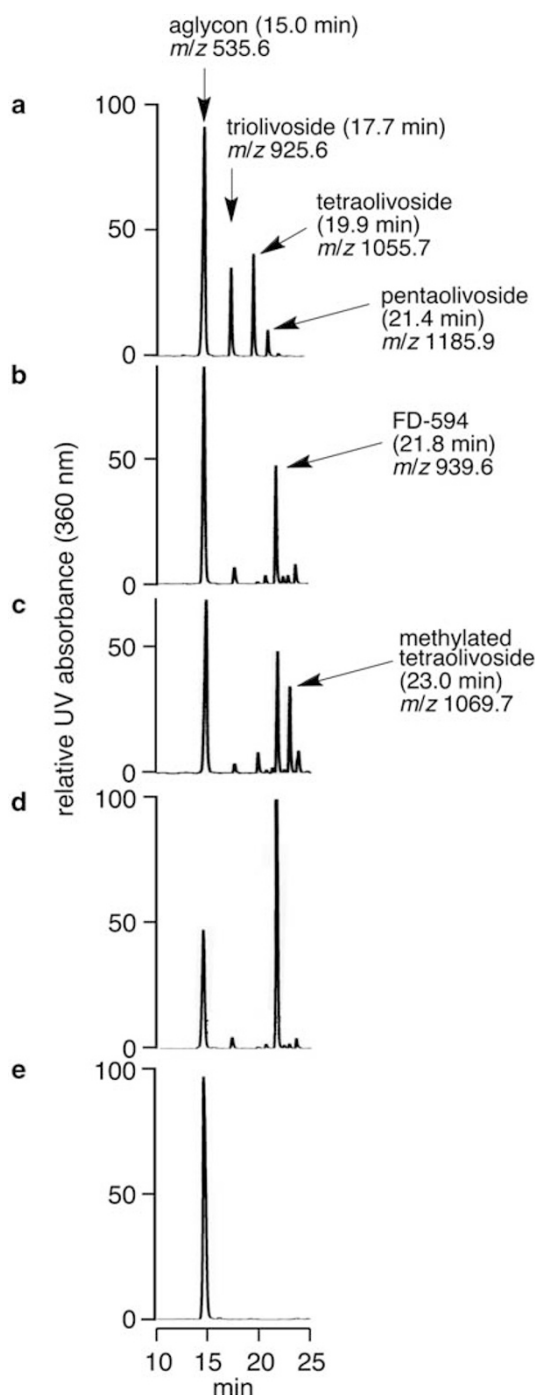 aglycon (15.0 min)
m/z 535.6
a
100
triolivoside (17.7 min)
m/z 925.6
50
tetraolivoside
(19.9 min)
m/z 1055.7
pentaolivoside
(21.4 min)
m/z 1185.9
0
b
FD-594
(21.8 min)
m/z 939.6
50
0
relative UV absorbance (360 nm)
c
50
methylated
tetraolivoside
(23.0 min)
m/z 1069.7
0
d
100
50
0
e
100
50
0
10 15 20 25
min